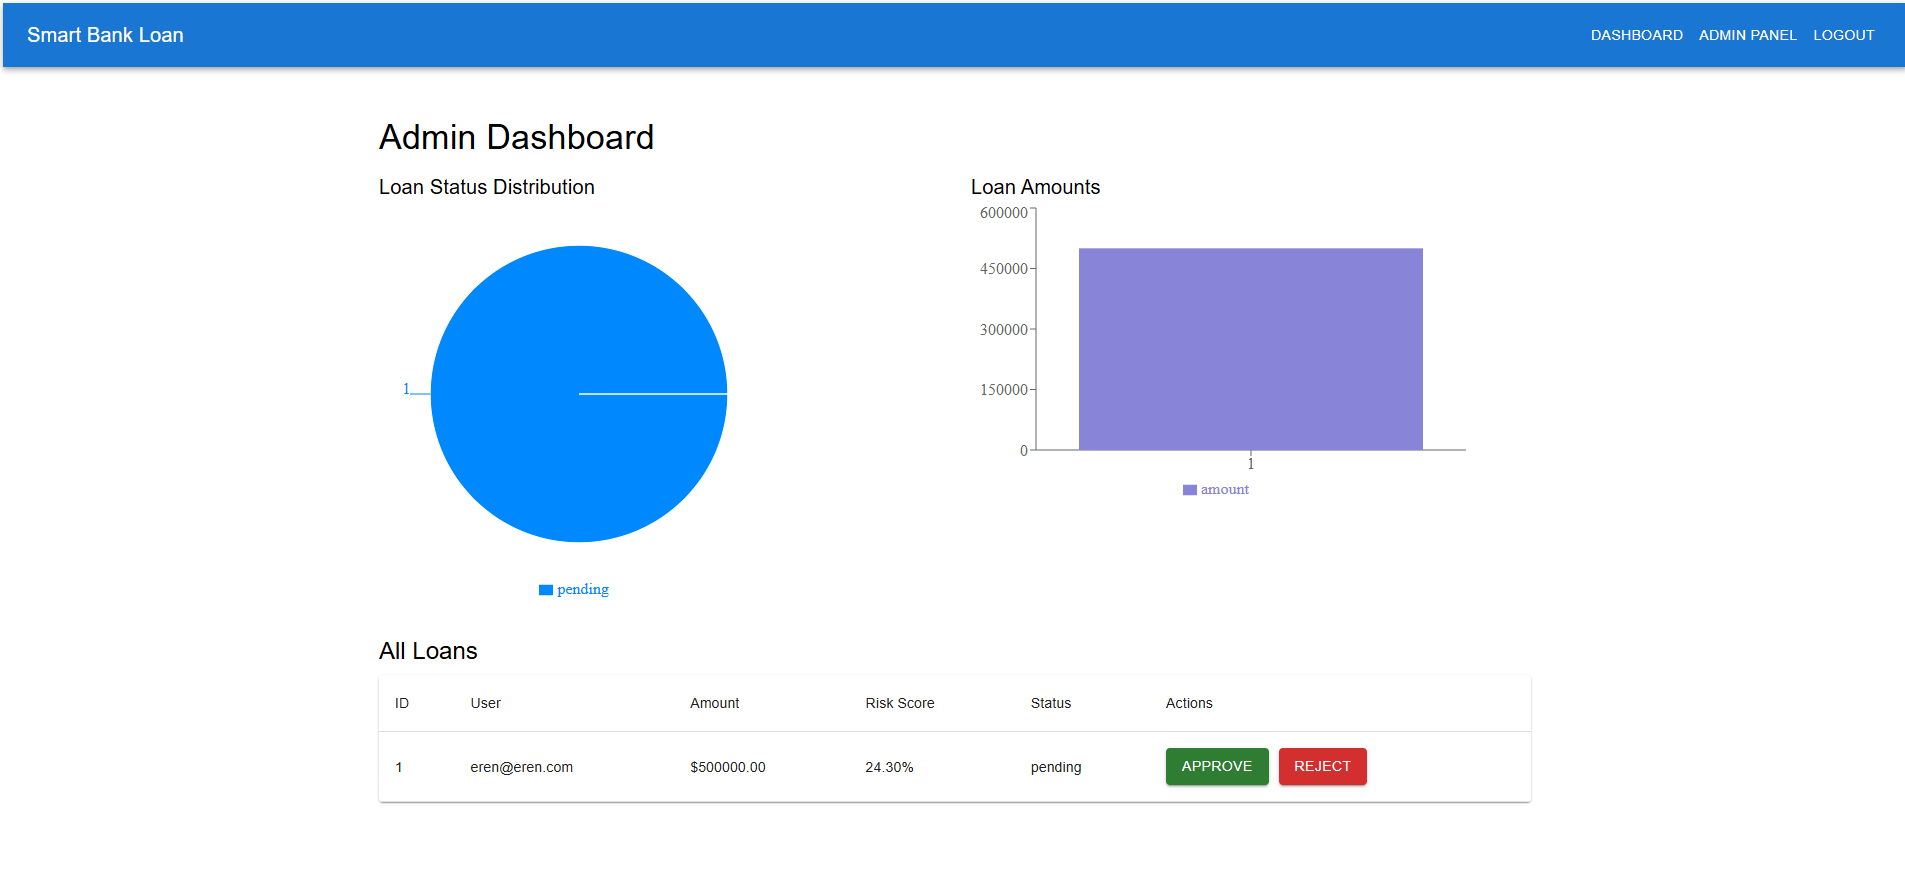 Smart Bank Loan
DASHBOARD ADMIN PANEL LOGOUT
Admin Dashboard
Loan Status Distribution
1
pending
Loan Amounts
600000
450000
300000
150000
0
1
amount
All Loans
ID User Amount Risk Score Status Actions
1 eren@eren.com $500000.00 24.30% pending APPROVE REJECT